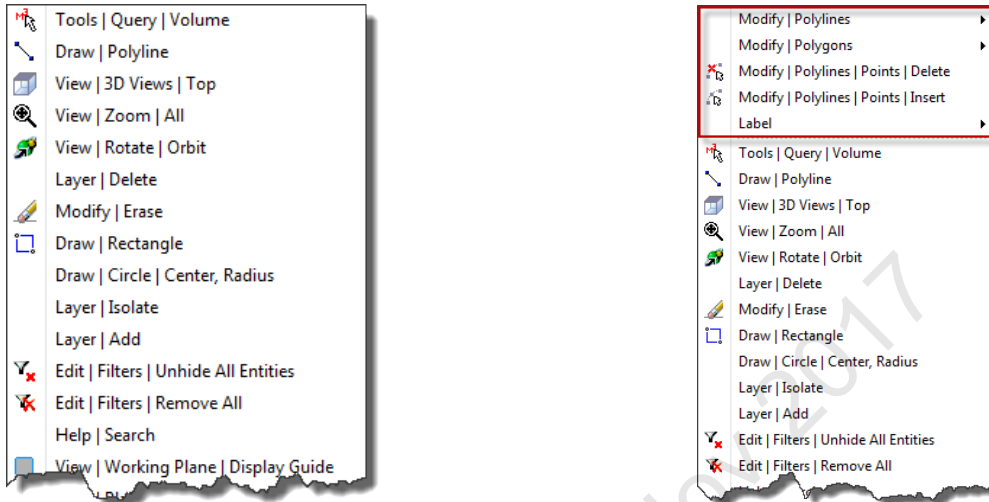 Tools | Query | Volume
Draw | Polyline
View | 3D Views | Top
View | Zoom | All
View | Rotate | Orbit
Layer | Delete
Modify | Erase
Draw | Rectangle
Draw | Circle | Center, Radius
Layer | Isolate
Layer | Add
Edit | Filters | Unhide All Entities
Edit | Filters | Remove All
Help | Search
View | Working Plane | Display Guide
Modify | Polylines
Modify | Polygons
Modify | Polylines | Points | Delete
Modify | Polylines | Points | Insert
Label
Tools | Query | Volume
Draw | Polyline
View | 3D Views | Top
View | Zoom | All
View | Rotate | Orbit
Layer | Delete
Modify | Erase
Draw | Rectangle
Draw | Circle | Center, Radius
Layer | Isolate
Layer | Add
Edit | Filters | Unhide All Entities
Edit | Filters | Remove All
Nov 2017